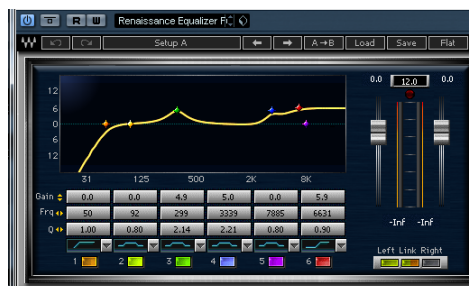 R W Renaissance Equalizer F
W Setup A A→B Load Save Flat
0.0 12.0 0.0
12
6
0
6
12
31 125 500 2K 8K
Gain 0.0 0.0 4.9 5.0 0.0 5.9
Frq 50 92 299 3339 7885 6631
Q 1.00 0.80 2.14 2.21 0.80 0.90
-Inf -Inf
1 2 3 4 5 6
Left Link Right